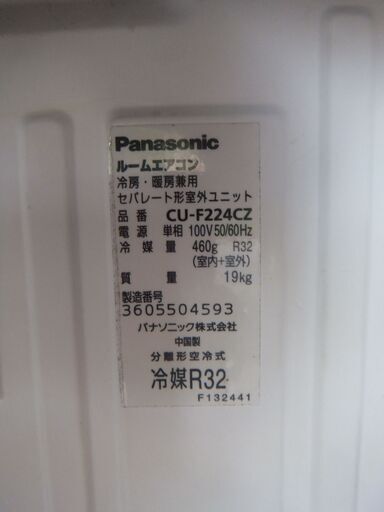 Panasonic
ルームエアコン
冷房・暖房兼用
セパレート形室外ユニット
品番 CU-F224CZ
電源 単相 100V 50/60Hz
冷媒量 460g R32
(室内+室外)
質量 19kg
製造番号
3605504593
パナソニック株式会社
中国製
分離形空冷式
冷媒R32
F132441